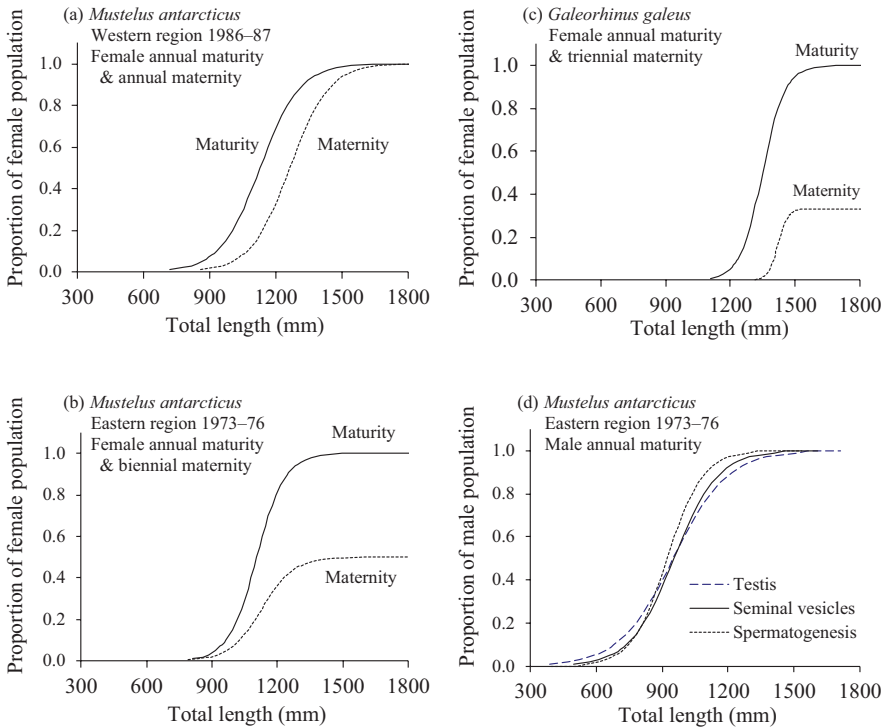 (a) Mustelus antarcticus
Western region 1986–87
Female annual maturity
& annual maternity
Proportion of female population
1.0
0.8
0.6
0.4
0.2
0.0
Maturity
Maternity
300 600 900 1200 1500 1800
Total length (mm)
(c) Galeorhinus galeus
Female annual maturity
& triennial maternity
Proportion of female population
1.0
0.8
0.6
0.4
0.2
0.0
Maturity
Maternity
300 600 900 1200 1500 1800
Total length (mm)
(b) Mustelus antarcticus
Eastern region 1973–76
Female annual maturity
& biennial maternity
Proportion of female population
1.0
0.8
0.6
0.4
0.2
0.0
Maturity
Maternity
300 600 900 1200 1500 1800
Total length (mm)
(d) Mustelus antarcticus
Eastern region 1973–76
Male annual maturity
Proportion of male population
1.0
0.8
0.6
0.4
0.2
0.0
Testis
Seminal vesicles
Spermatogenesis
300 600 900 1200 1500 1800
Total length (mm)